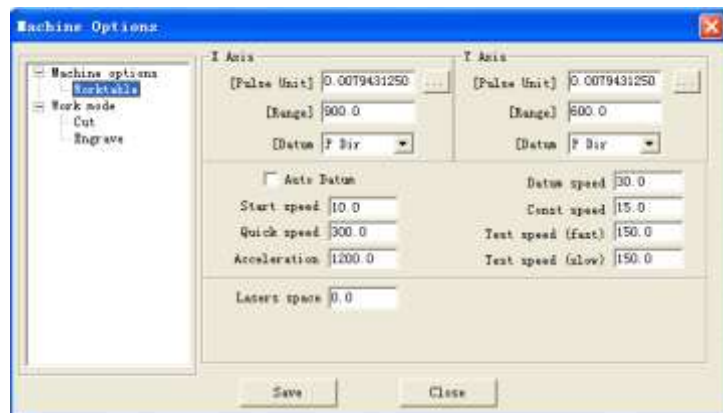 Machine Options
Machine options
Worktable
Work mode
Cut
Engrave
X Axis
[Pulse Unit] 0.0079431250 ...
[Range] 900.0
[Datum P Dir
Y Axis
[Pulse Unit] 0.0079431250 ...
[Range] 600.0
[Datum P Dir
Auto Datum
Start speed 10.0
Quick speed 300.0
Acceleration 1200.0
Datum speed 30.0
Const speed 15.0
Test speed (fast) 150.0
Test speed (slow) 150.0
Lasers space 0.0
Save
Close